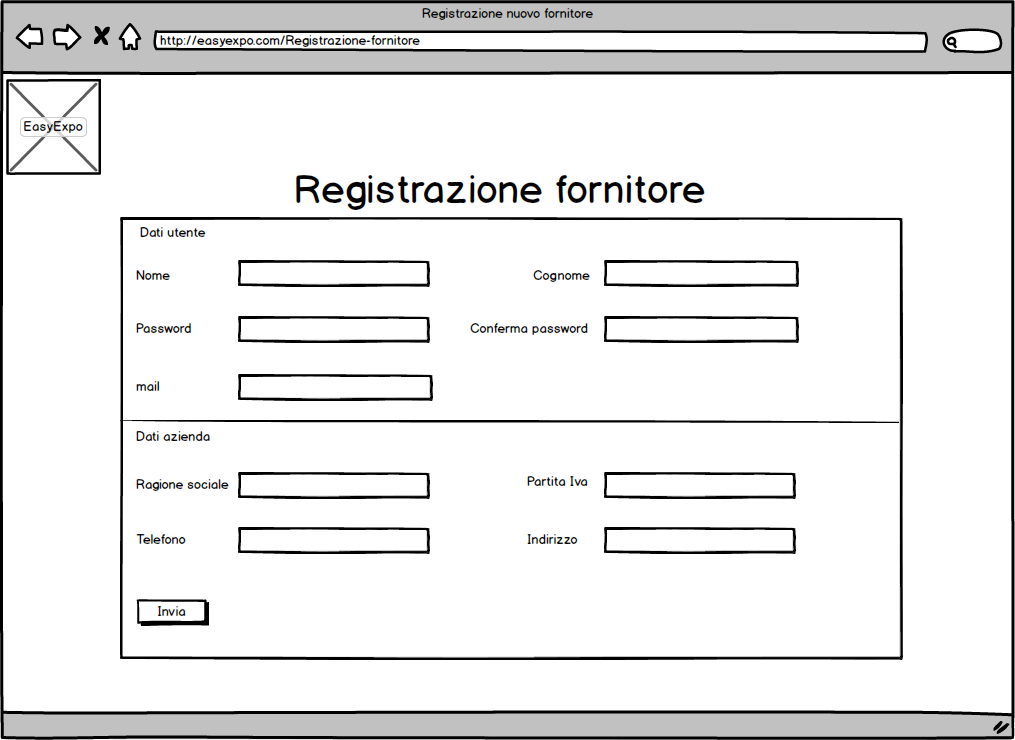 Registrazione nuovo fornitore
http://easyexpo.com/Registrazione-fornitore
EasyExpo
Registrazione fornitore
Dati utente
Nome Cognome
Password Conferma password
mail
Dati azienda
Ragione sociale Partita Iva
Telefono Indirizzo
Invia